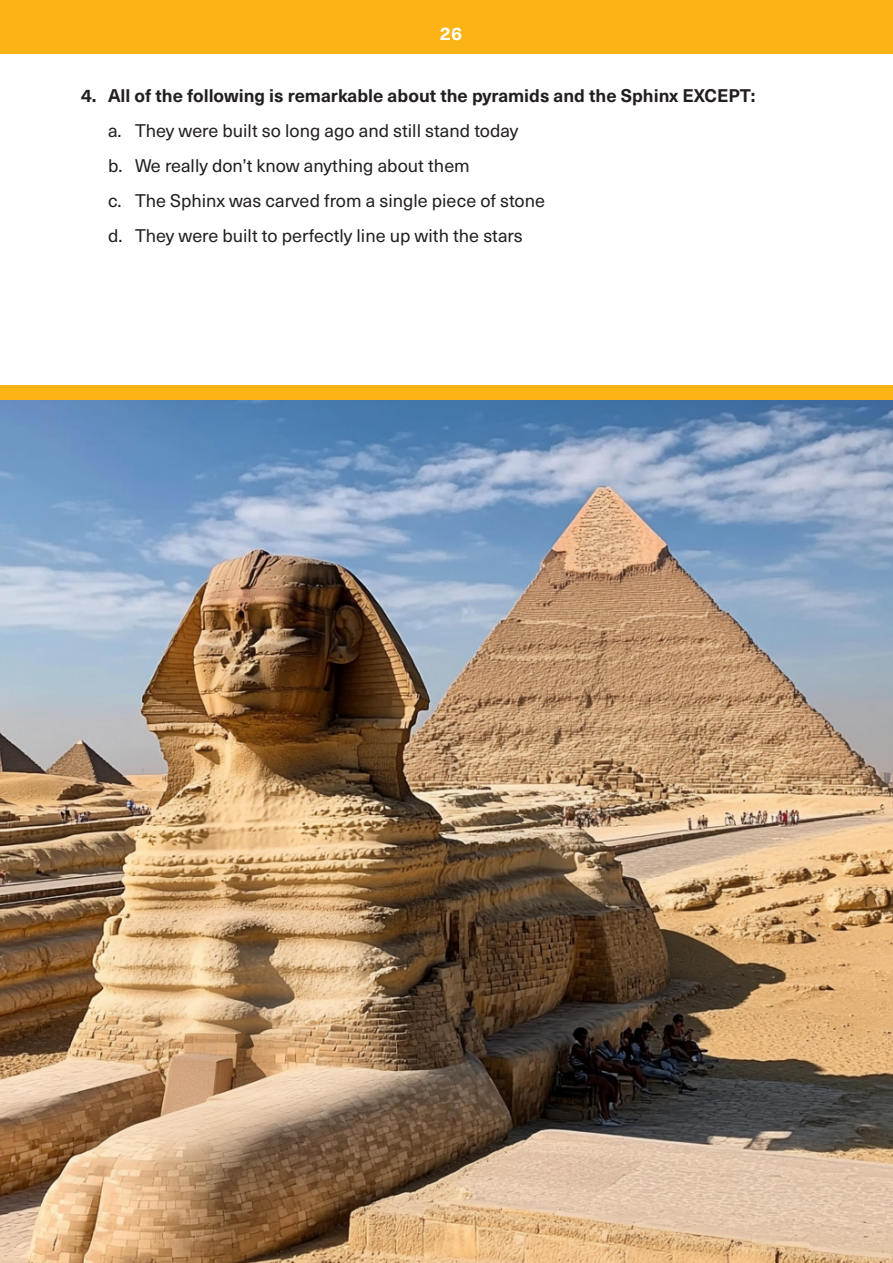 26
4. All of the following is remarkable about the pyramids and the Sphinx EXCEPT:
a. They were built so long ago and still stand today
b. We really don’t know anything about them
c. The Sphinx was carved from a single piece of stone
d. They were built to perfectly line up with the stars